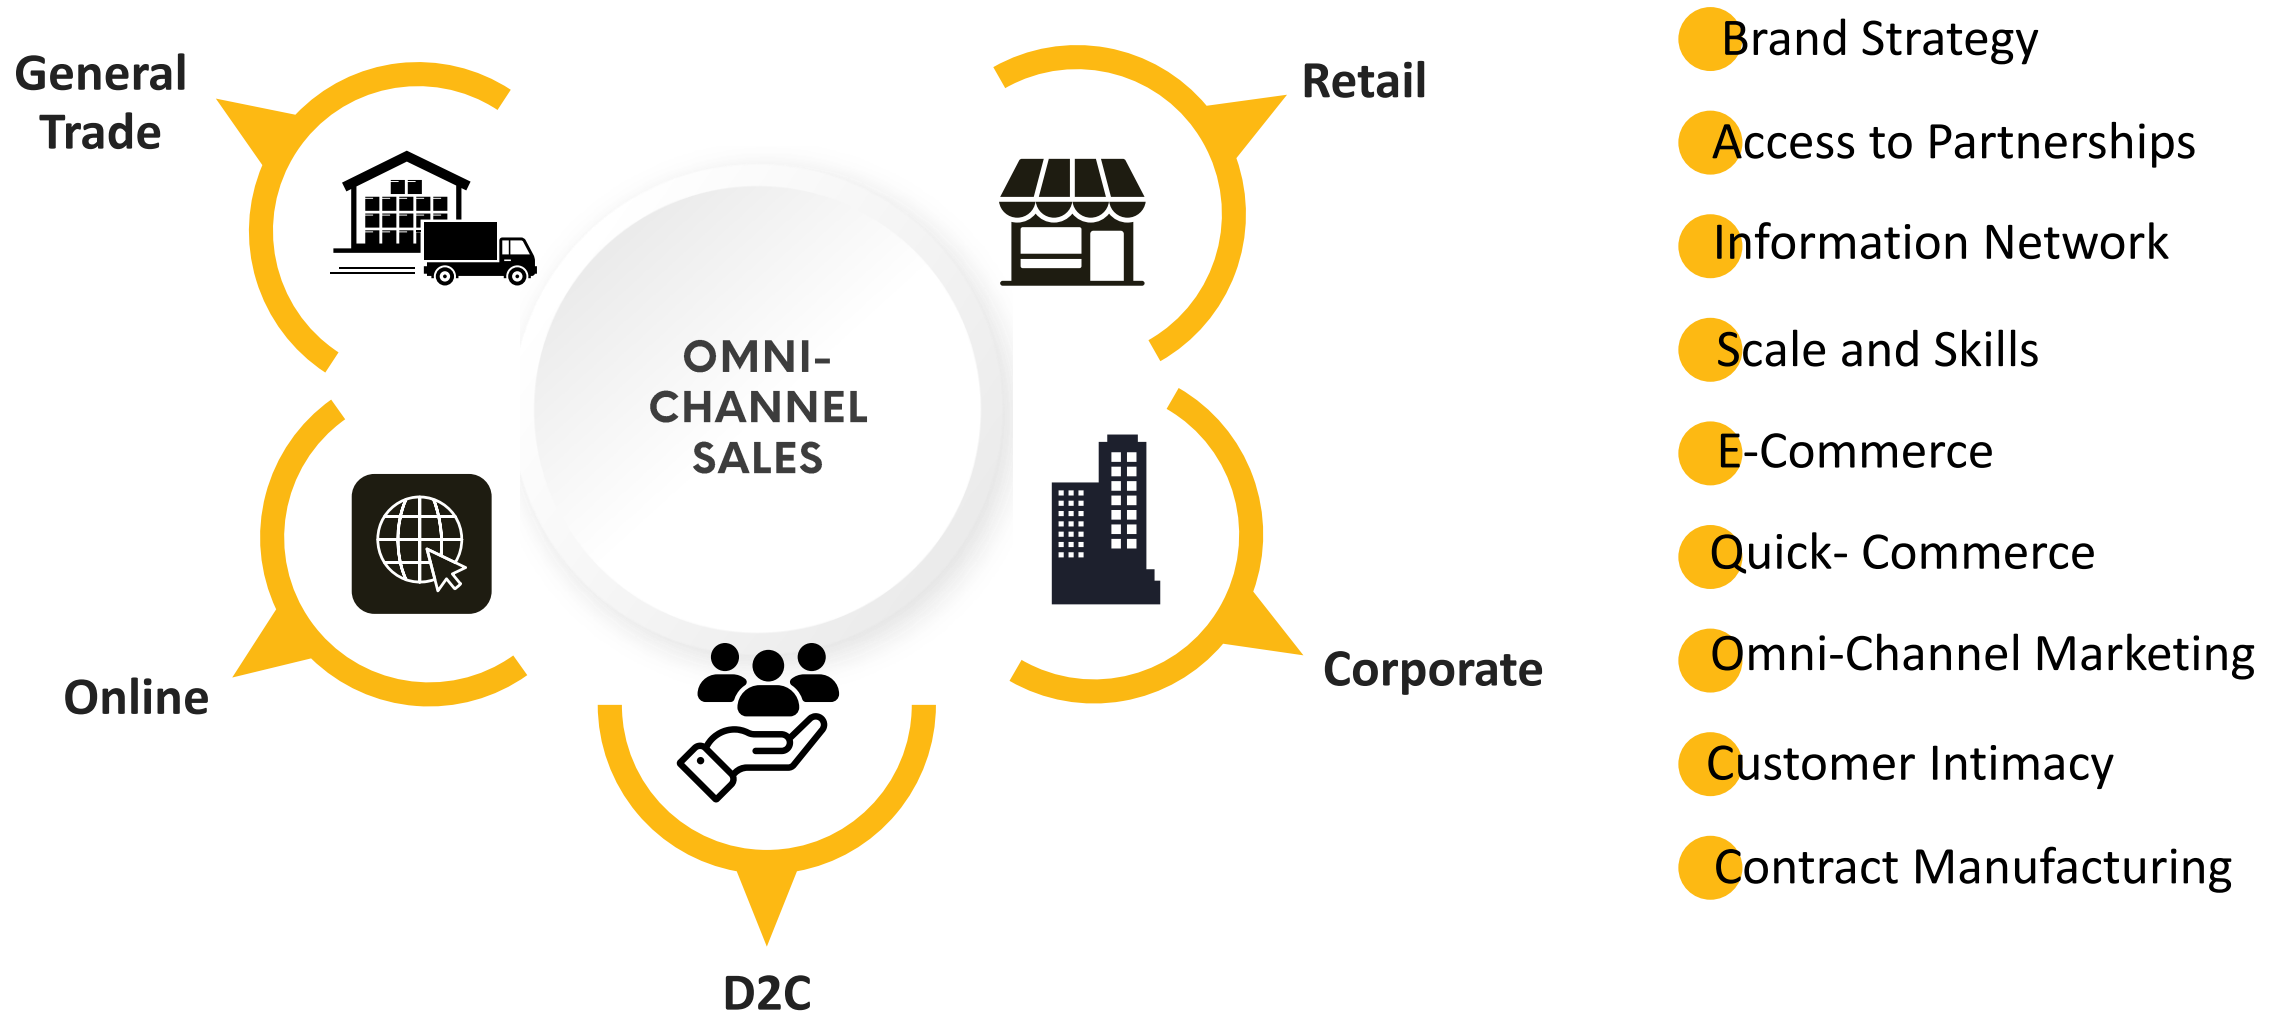 General
Trade
Retail
OMNI-
CHANNEL
SALES
Online
Corporate
D2C
Brand Strategy
Access to Partnerships
Information Network
Scale and Skills
E-Commerce
Quick- Commerce
Omni-Channel Marketing
Customer Intimacy
Contract Manufacturing